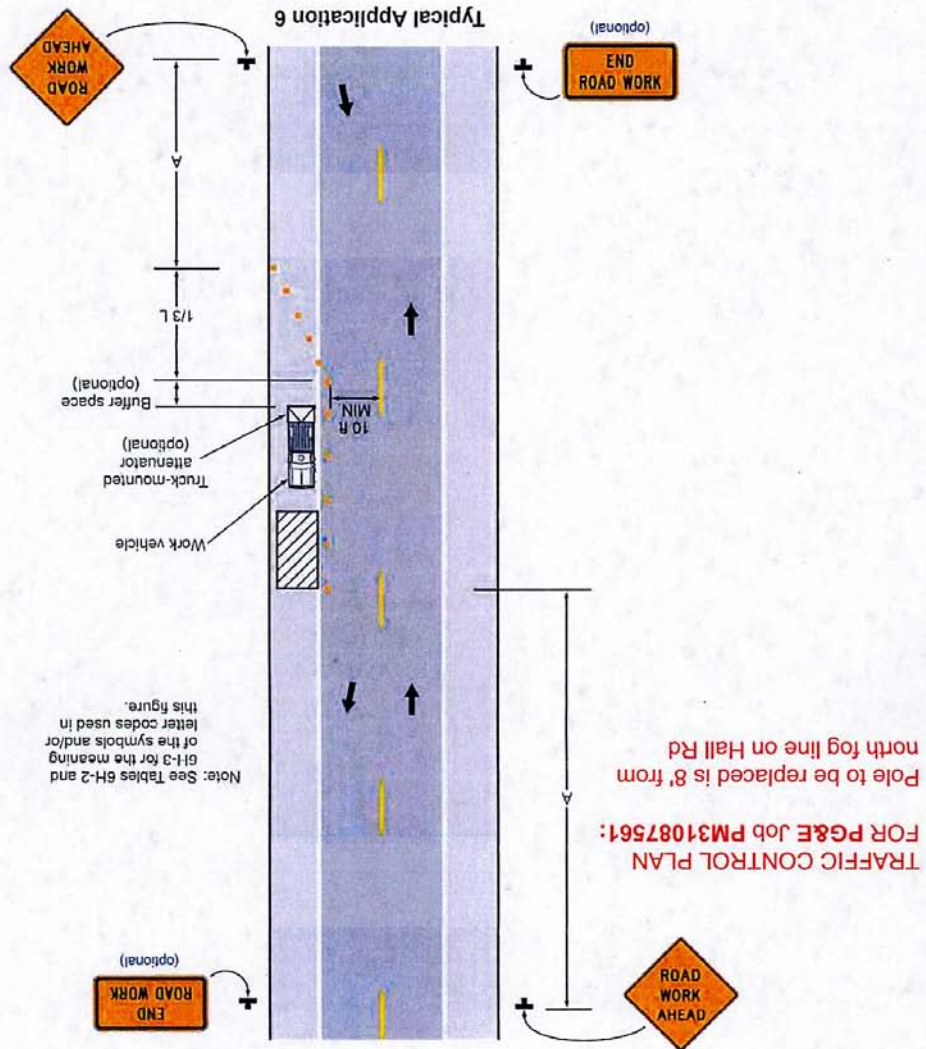 ROAD
WORK
AHEAD
END
ROAD WORK
(optional)
TRAFFIC CONTROL PLAN
FOR PG&E Job PM31087561:
Pole to be replaced is 8' from
north fog line on Hall Rd
A
Note: See Tables 6H-2 and
6H-3 for the meaning
of the symbols and/or
letter codes used in
this figure.
Work vehicle
Truck-mounted
attenuator
(optional)
10 ft
MIN.
Buffer space
(optional)
1/3 L
A
END
ROAD WORK
(optional)
ROAD
WORK
AHEAD
Typical Application 6